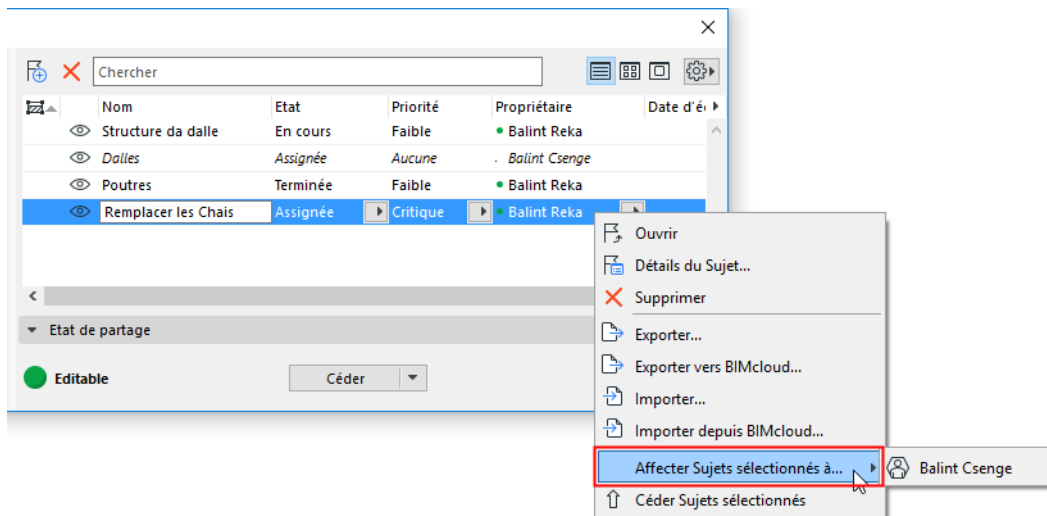 Chercher
Nom Etat Priorité Propriétaire Date d'é
Structure da dalle En cours Faible Balint Reka
Dalles Assignée Aucune Balint Csenge
Poutres Terminée Faible Balint Reka
Remplacer les Chais Assignée Critique Balint Reka
Ouvrir
Détails du Sujet...
Supprimer
Exporter...
Exporter vers BIMcloud...
Importer...
Importer depuis BIMcloud...
Affecter Sujets sélectionnés à... Balint Csenge
Céder Sujets sélectionnés
Etat de partage
Editable Céder